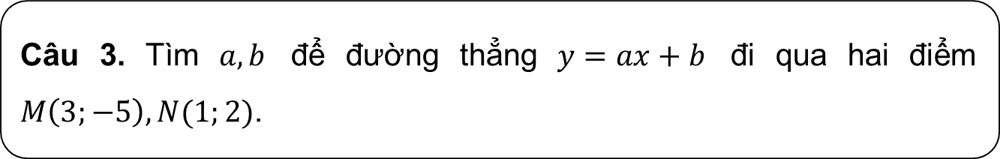 Câu 3. Tìm a, b để đường thẳng y = ax + b đi qua hai điểm
M(3; −5), N(1; 2).